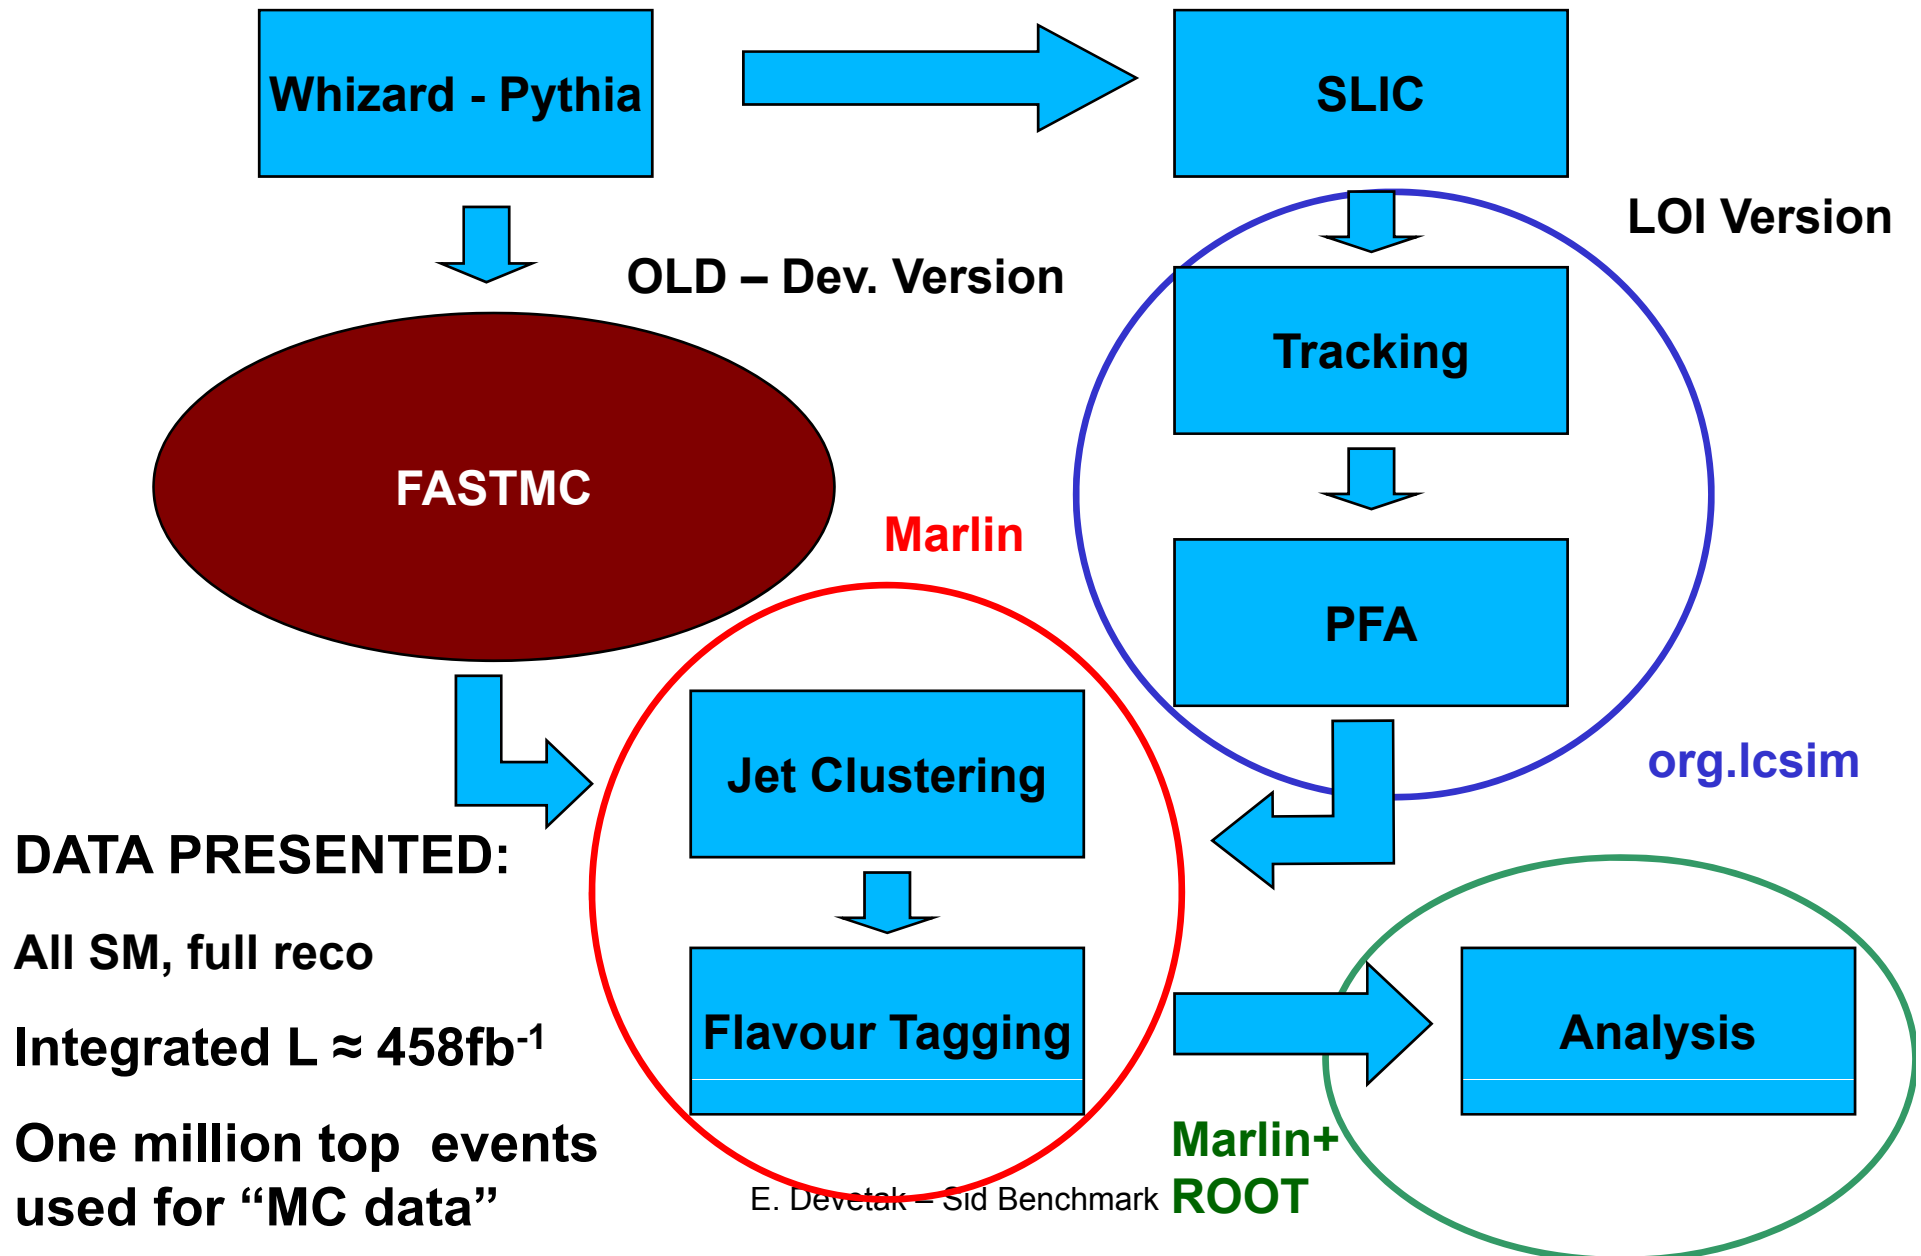 Whizard - Pythia
SLIC
LOI Version
OLD – Dev. Version
Tracking
FASTMC
Marlin
PFA
Jet Clustering
org.lcsim
DATA PRESENTED:
All SM, full reco
Flavour Tagging
Analysis
Integrated L ≈ 458fb⁻¹
One million top events
used for “MC data”
Marlin+
ROOT
E. Devetak – Sid Benchmark